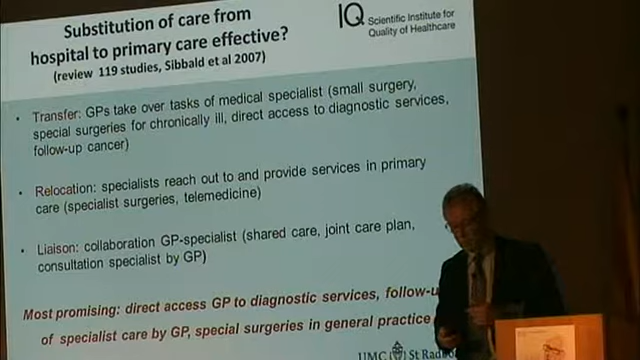 Substitution of care from
hospital to primary care effective?
(review 119 studies, Sibbald et al 2007)
IQ Scientific Institute for
Quality of Healthcare
• Transfer: GPs take over tasks of medical specialist (small surgery,
special surgeries for chronically ill, direct access to diagnostic services,
follow-up cancer)
• Relocation: specialists reach out to and provide services in primary
care (specialist surgeries, telemedicine)
• Liaison: collaboration GP-specialist (shared care, joint care plan,
consultation specialist by GP)
Most promising: direct access GP to diagnostic services, follow-u
of specialist care by GP, special surgeries in general practice
UMC St Rad